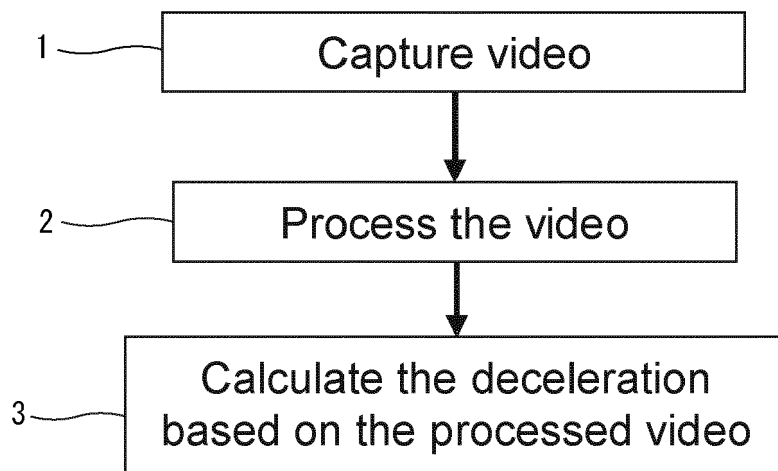 1
Capture video
2
Process the video
3
Calculate the deceleration
based on the processed video